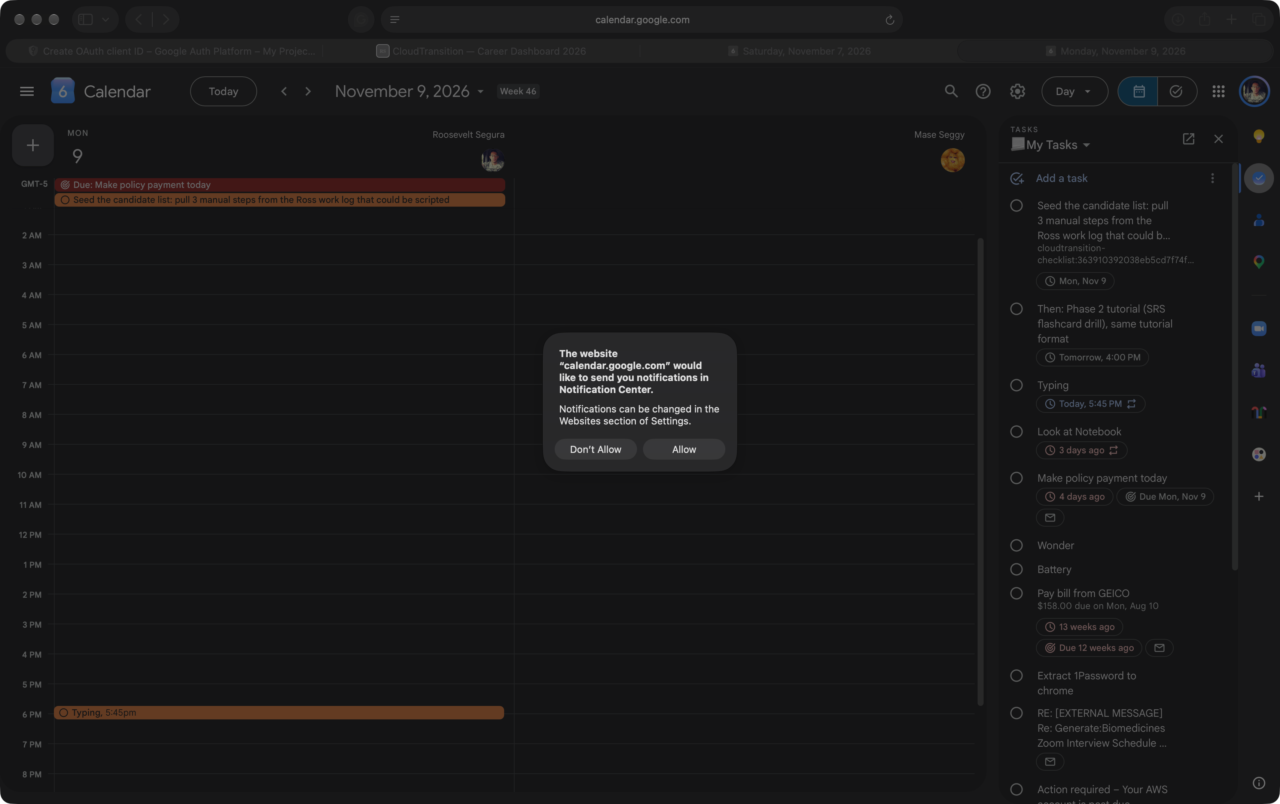 calendar.google.com
Create OAuth client ID – Google Auth Platform – My Projec...
CloudTransition — Career Dashboard 2026
Saturday, November 7, 2026
Monday, November 9, 2026
6
Calendar
Today
November 9, 2026
Week 46
Day
MON
9
Roosevelt Segura
Mase Seggy
GMT-5
Due: Make policy payment today
Seed the candidate list: pull 3 manual steps from the Ross work log that could be scripted
2 AM
3 AM
4 AM
5 AM
6 AM
7 AM
8 AM
9 AM
10 AM
11 AM
12 PM
1 PM
2 PM
3 PM
4 PM
5 PM
6 PM
Typing, 5:45pm
7 PM
8 PM
The website
“calendar.google.com” would
like to send you notifications in
Notification Center.
Notifications can be changed in the
Websites section of Settings.
Don’t Allow
Allow
TASKS
My Tasks
Add a task
Seed the candidate list: pull
3 manual steps from the
Ross work log that could b...
cloudtransition-
checklist:363910392038eb5cd7f74f...
Mon, Nov 9
Then: Phase 2 tutorial (SRS
flashcard drill), same tutorial
format
Tomorrow, 4:00 PM
Typing
Today, 5:45 PM
Look at Notebook
3 days ago
Make policy payment today
4 days ago
Due Mon, Nov 9
Wonder
Battery
Pay bill from GEICO
$158.00 due on Mon, Aug 10
13 weeks ago
Due 12 weeks ago
Extract 1Password to
chrome
RE: [EXTERNAL MESSAGE]
Re: Generate:Biomedicines
Zoom Interview Schedule ...
Action required – Your AWS
account is past due